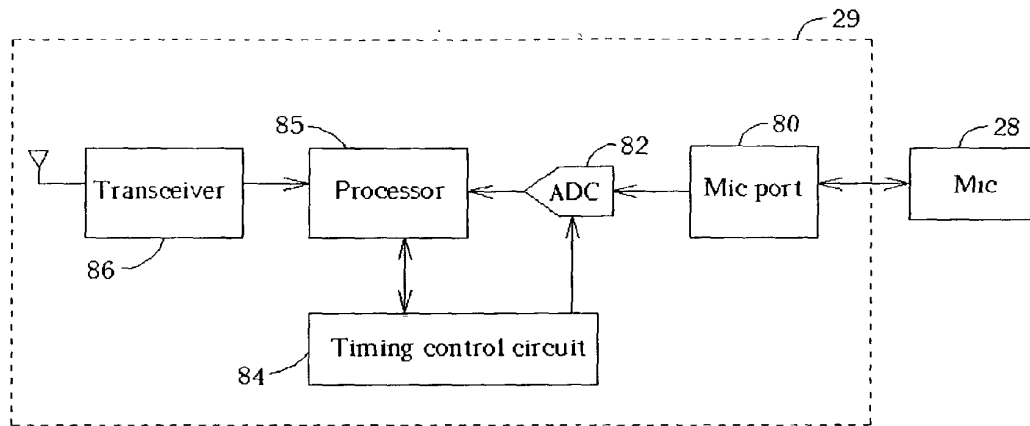 29
85
82
80
28
Transceiver
Processor
ADC
Mic port
Mic
86
84
Timing control circuit